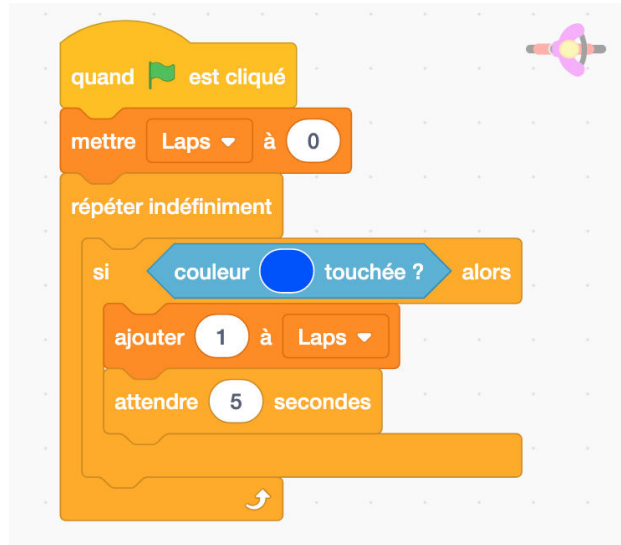 quand est cliqué
mettre Laps à 0
répéter indéfiniment
si couleur touchée ? alors
ajouter 1 à Laps
attendre 5 secondes